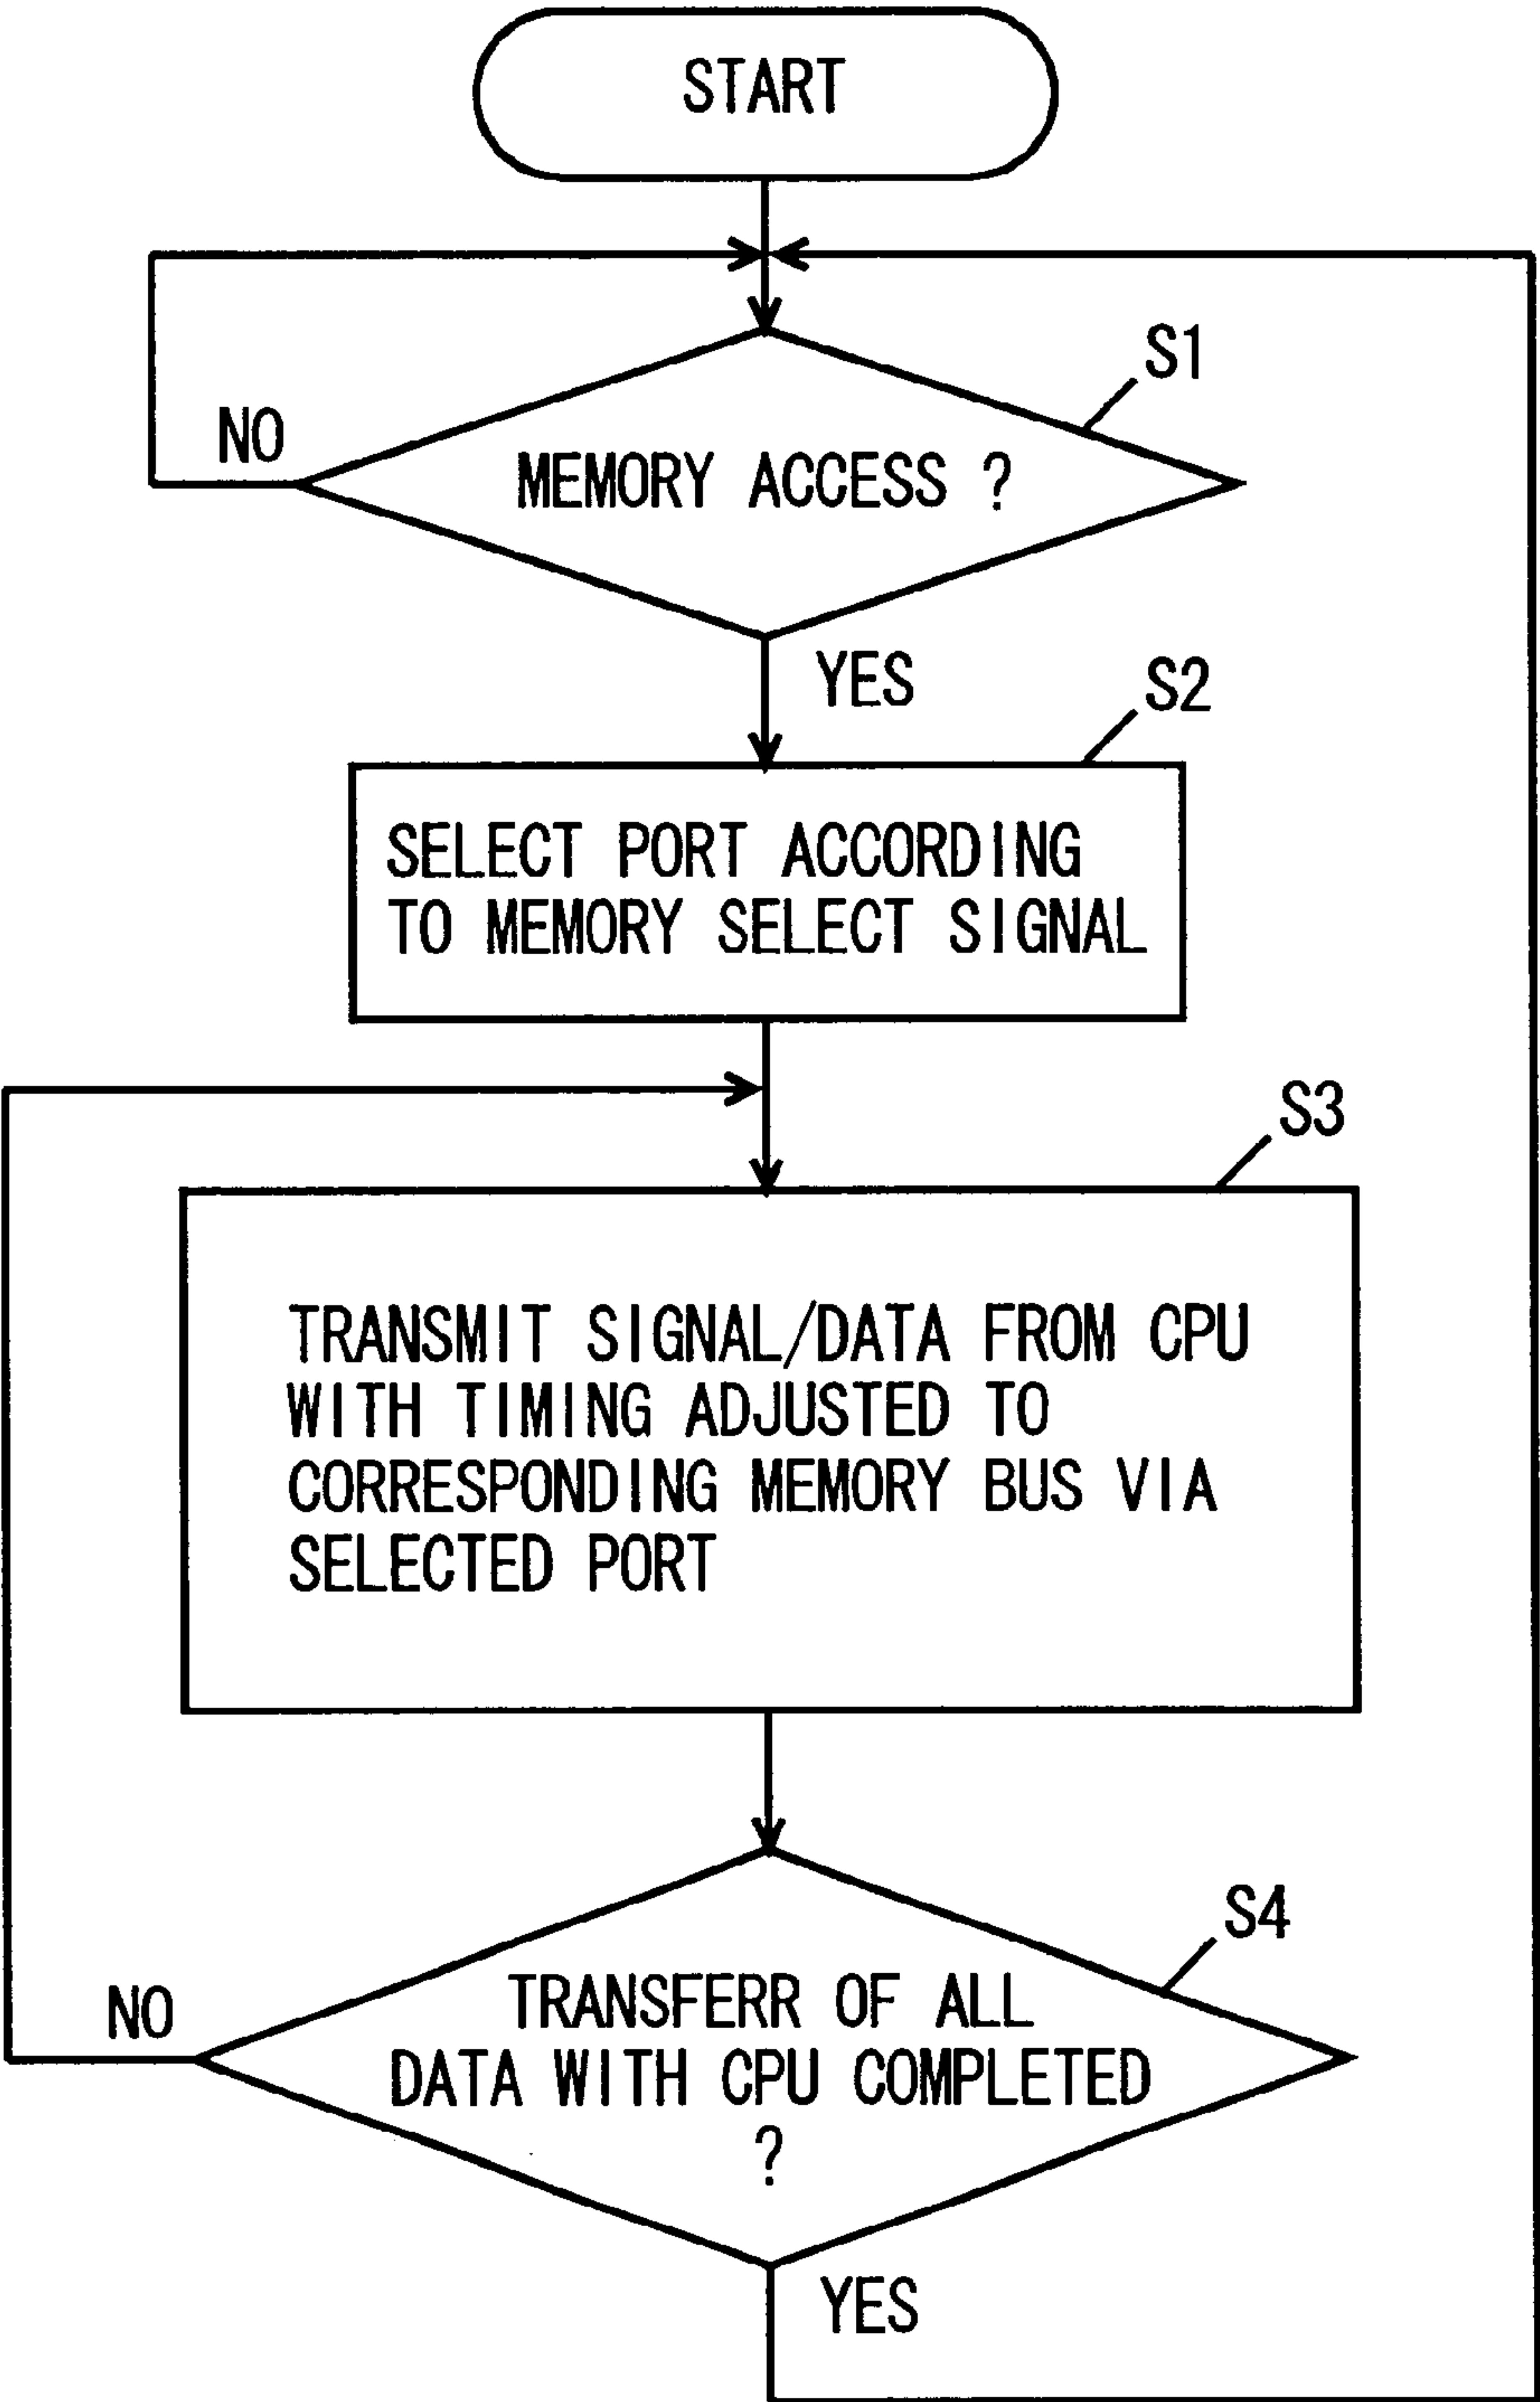 START
S1
NO
MEMORY ACCESS ?
YES
S2
SELECT PORT ACCORDING
TO MEMORY SELECT SIGNAL
S3
TRANSMIT SIGNAL/DATA FROM CPU
WITH TIMING ADJUSTED TO
CORRESPONDING MEMORY BUS VIA
SELECTED PORT
S4
NO
TRANSFERR OF ALL
DATA WITH CPU COMPLETED
?
YES